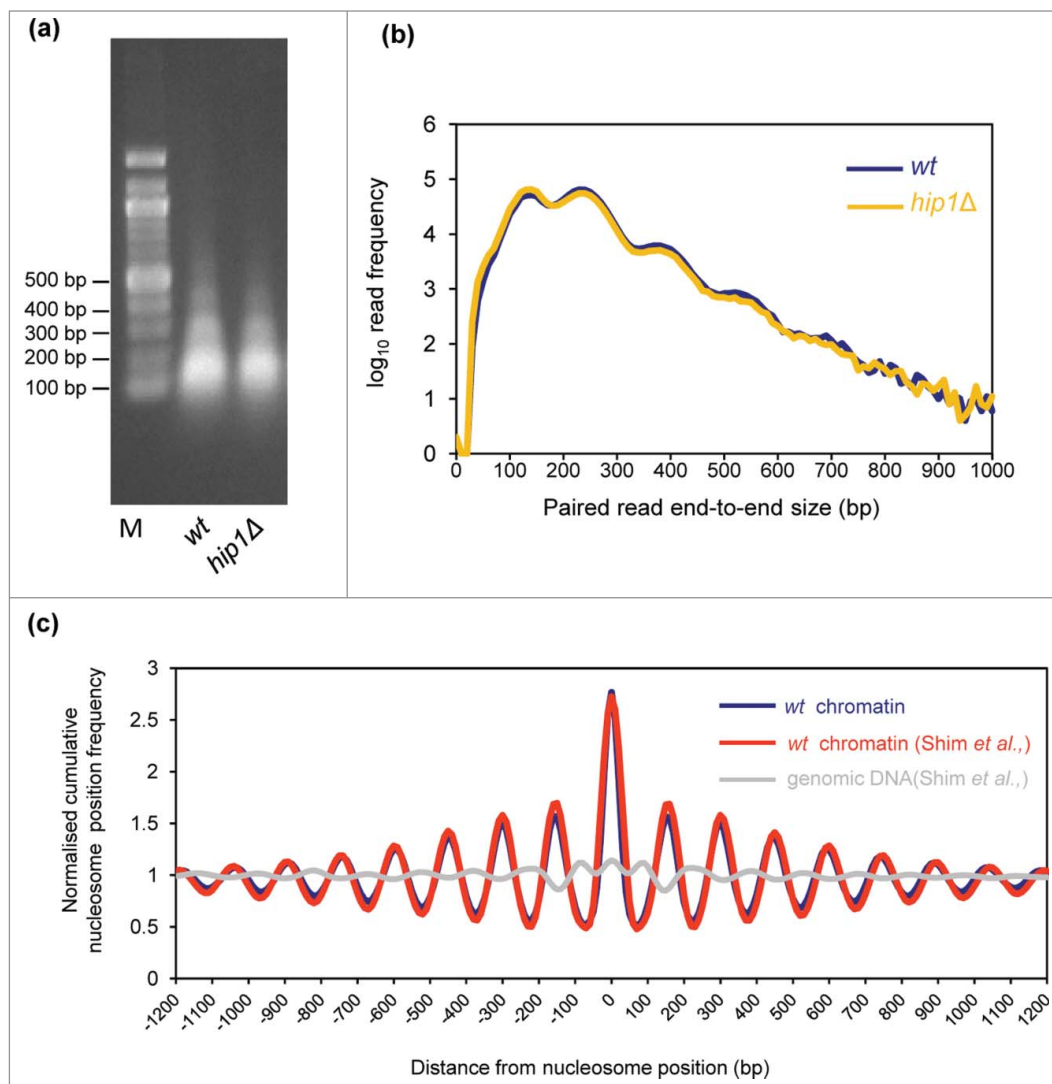 (a)
500 bp
400 bp
300 bp
200 bp
100 bp
M
wt
hip1Δ
(b)
6
5
4
3
2
1
0
log₁₀ read frequency
wt
hip1Δ
0 100 200 300 400 500 600 700 800 900 1000
Paired read end-to-end size (bp)
(c)
Normalised cumulative
nucleosome position frequency
3
2.5
2
1.5
1
0.5
0
wt chromatin
wt chromatin (Shim et al.,)
genomic DNA(Shim et al.,)
-1200 -1100 -1000 -900 -800 -700 -600 -500 -400 -300 -200 -100 0 100 200 300 400 500 600 700 800 900 1000 1100 1200
Distance from nucleosome position (bp)